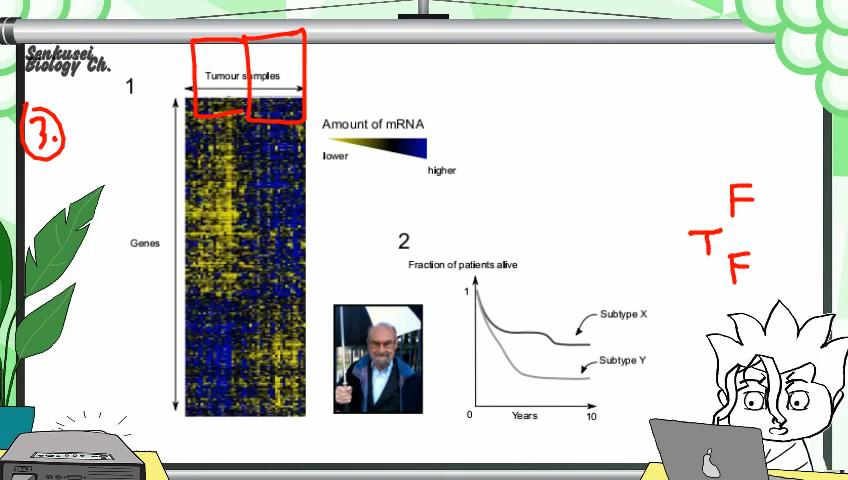 Senkusei
Biology Ch.
1
Tumour samples
3.
Amount of mRNA
lower
higher
Genes
2
Fraction of patients alive
1
Subtype X
Subtype Y
0
Years
10
F
T
F